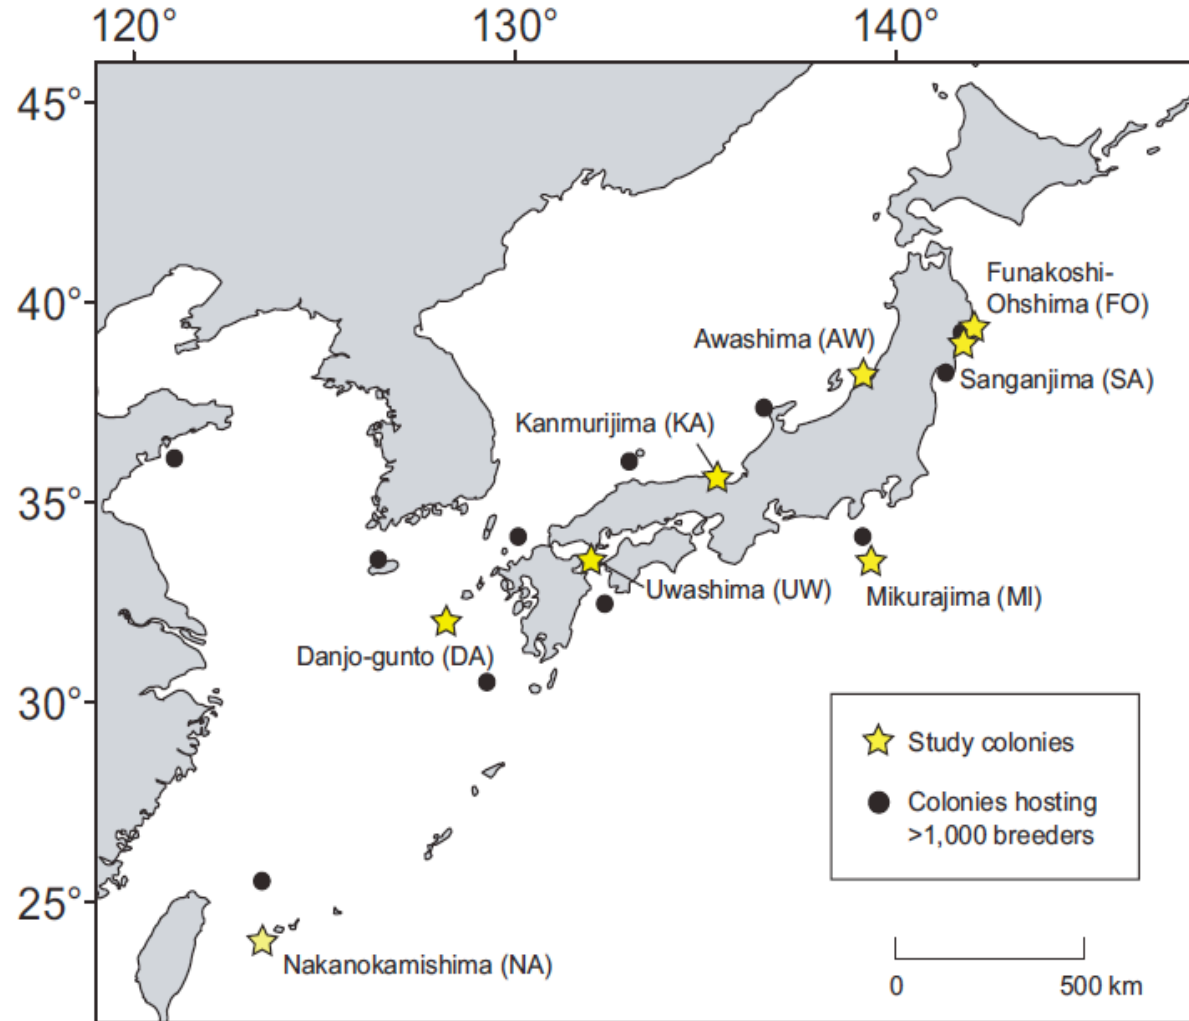 120° 130° 140°
45°
40°
35°
30°
25°
Funakoshi-
Ohshima (FO)
Awashima (AW)
Sanganjima (SA)
Kanmurijima (KA)
Uwashima (UW)
Mikurajima (MI)
Danjo-gunto (DA)
Nakanokamishima (NA)
Study colonies
Colonies hosting
>1,000 breeders
0 500 km